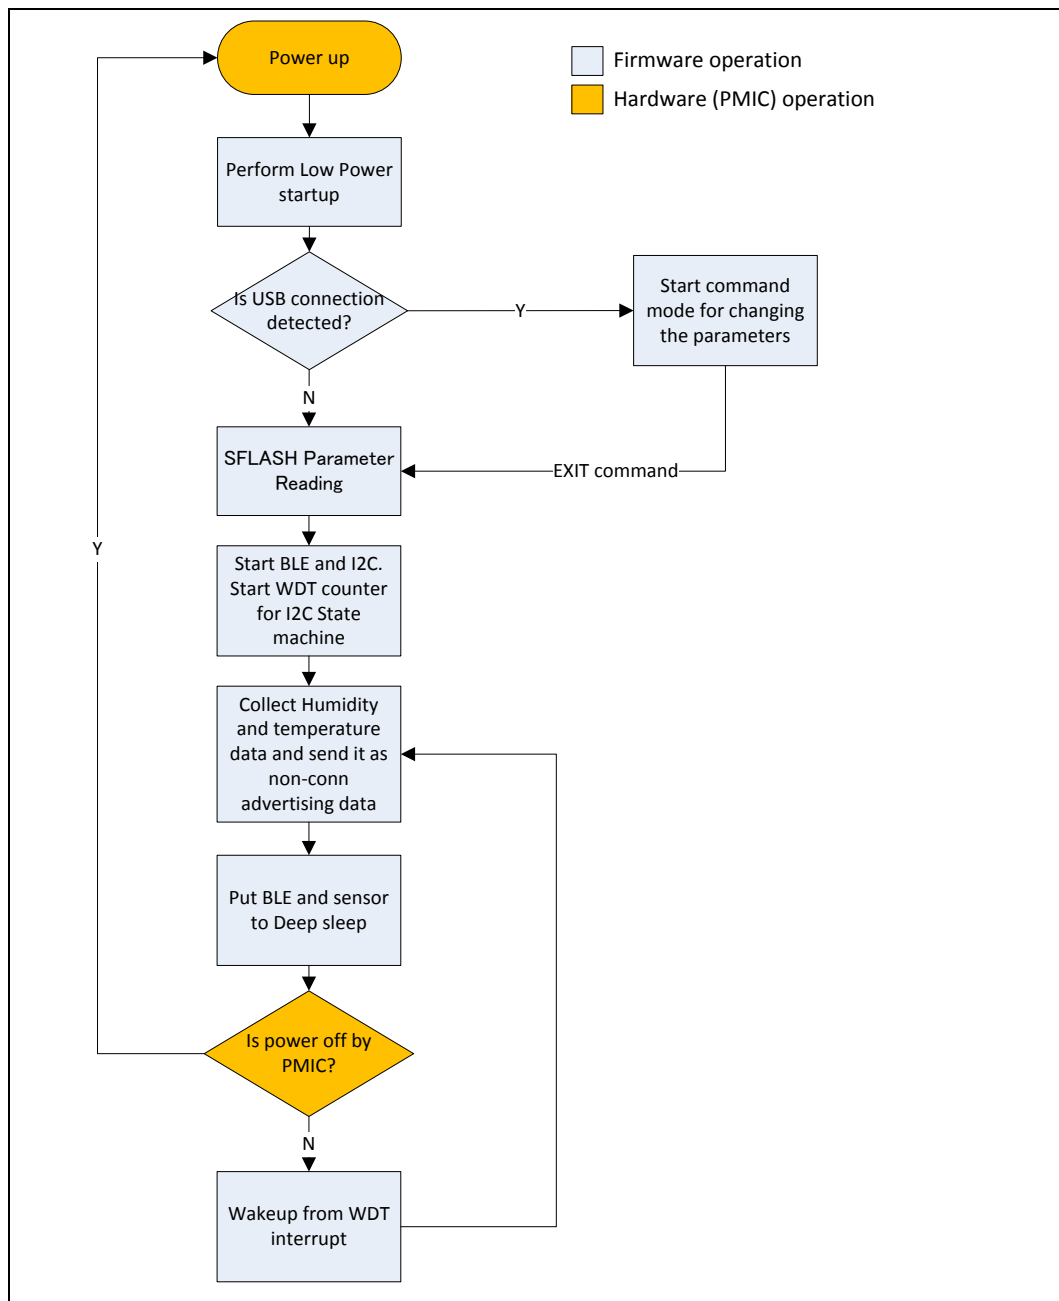 Power up
Firmware operation
Hardware (PMIC) operation
Perform Low Power
startup
Is USB connection
detected?
Y
Start command
mode for changing
the parameters
N
SFLASH Parameter
Reading
EXIT command
Y
Start BLE and I2C.
Start WDT counter
for I2C State
machine
Collect Humidity
and temperature
data and send it as
non-conn
advertising data
Put BLE and sensor
to Deep sleep
Is power off by
PMIC?
N
Wakeup from WDT
interrupt